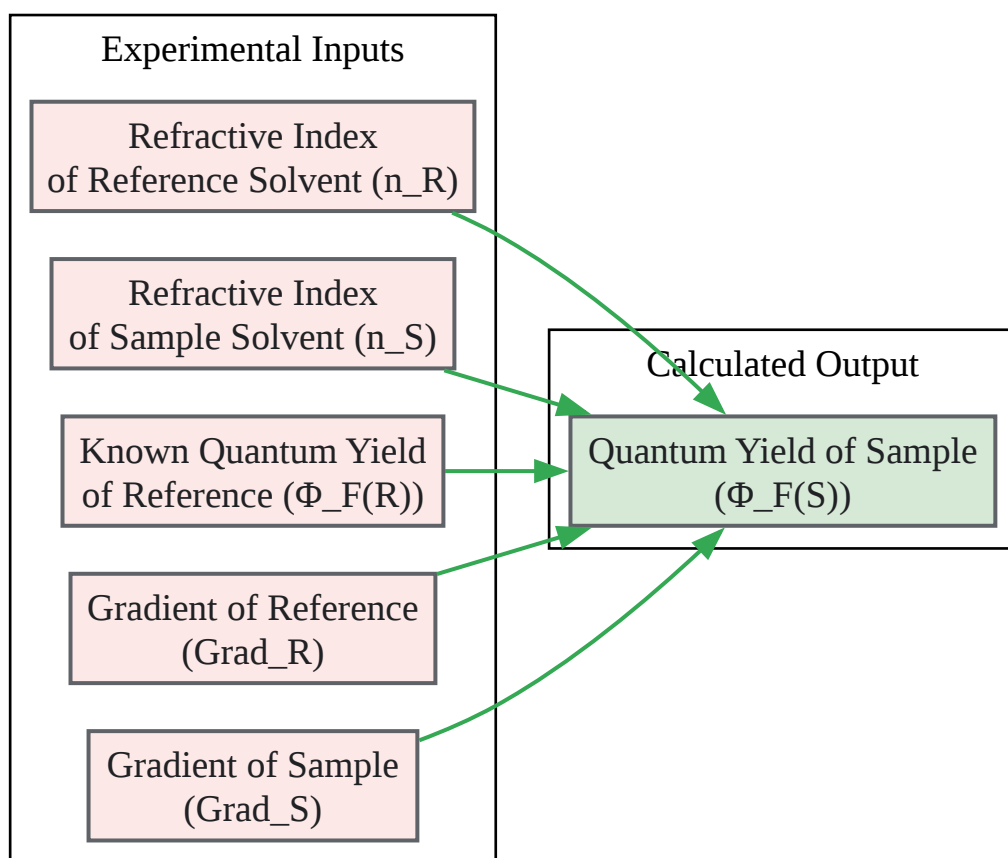 Experimental Inputs
Refractive Index
of Reference Solvent (n_R)
Refractive Index
of Sample Solvent (n_S)
Known Quantum Yield
of Reference (Φ_F(R))
Gradient of Reference
(Grad_R)
Gradient of Sample
(Grad_S)
Calculated Output
Quantum Yield of Sample
(Φ_F(S))